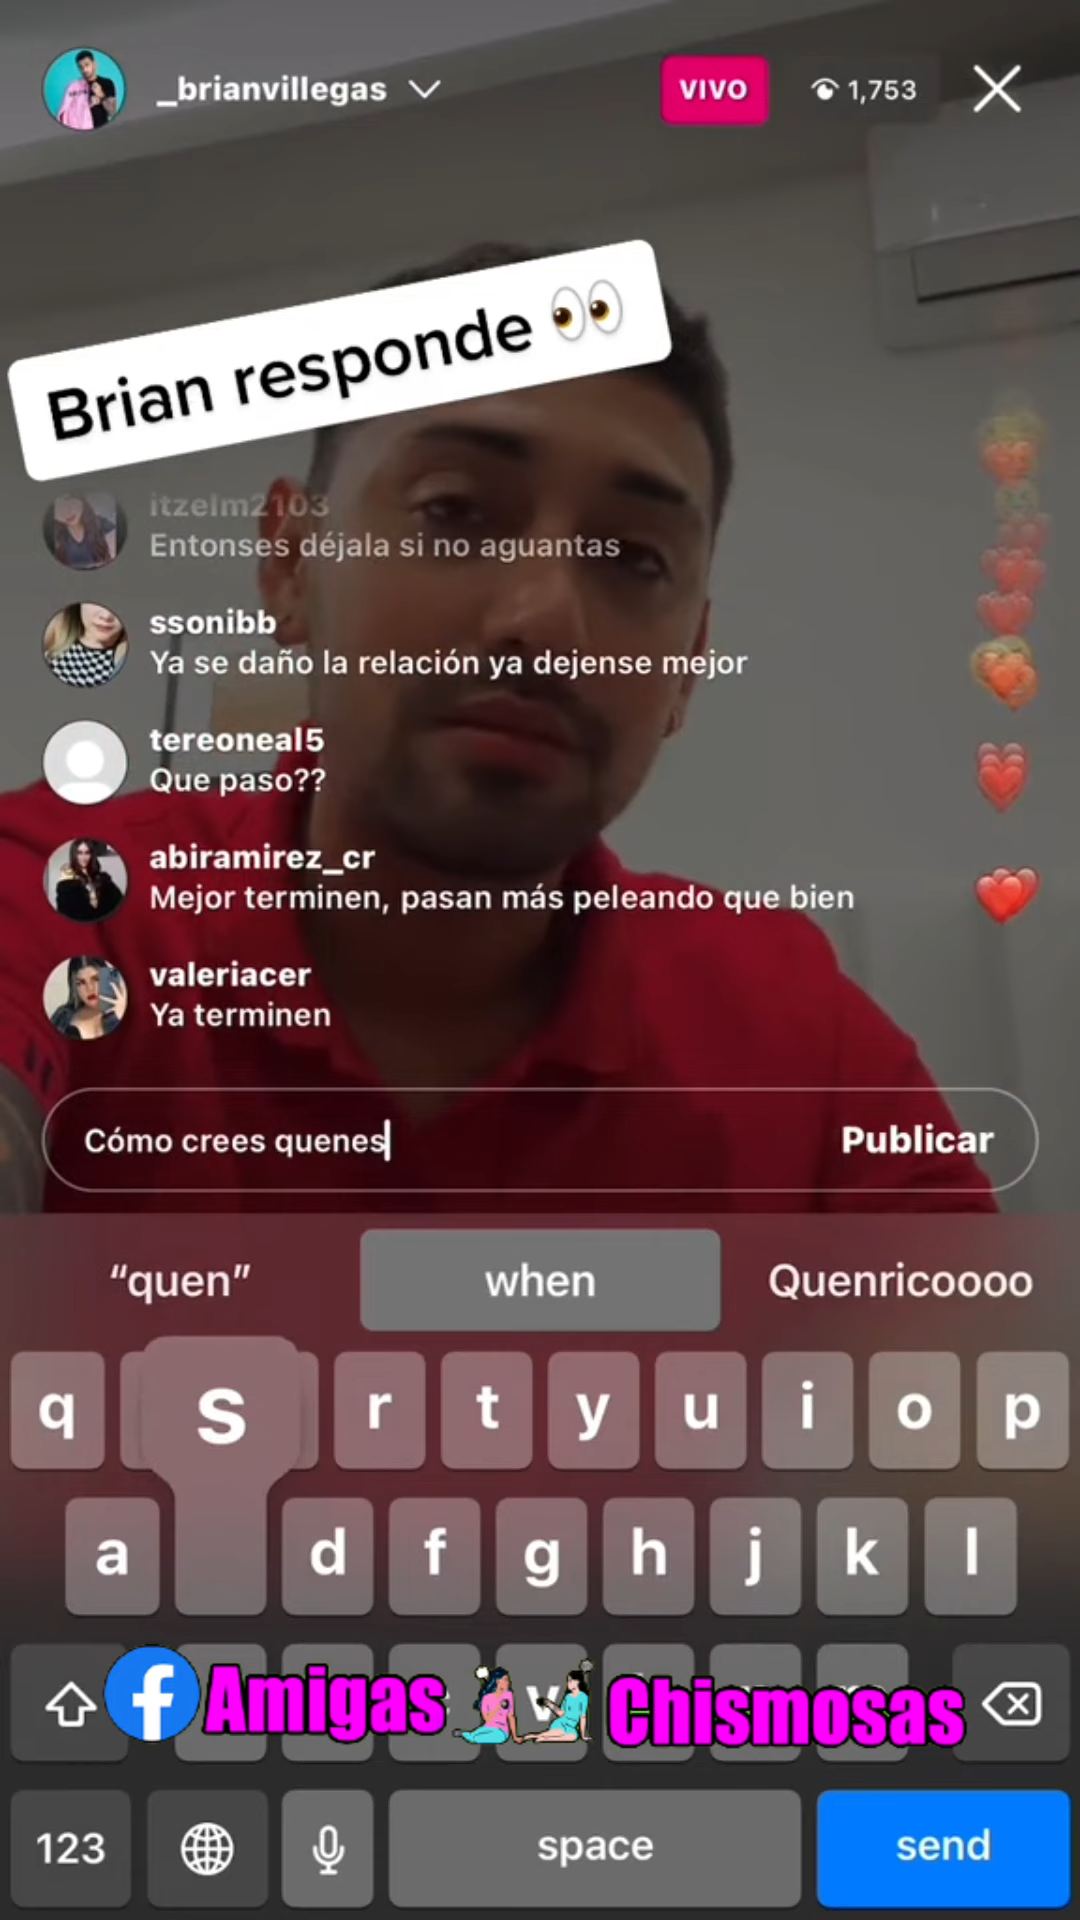 _brianvillegas
VIVO
1,753
Brian responde 👀
itzelm2103
Entonses déjala si no aguantas
ssonibb
Ya se daño la relación ya dejense mejor
tereoneal5
Que paso??
abiramirez_cr
Mejor terminen, pasan más peleando que bien
valeriacer
Ya terminen
Cómo crees quenes
Publicar
“quen”
when
Quenricoooo
q s r t y u i o p
a d f g h j k l
Amigas Chismosas
123
space
send